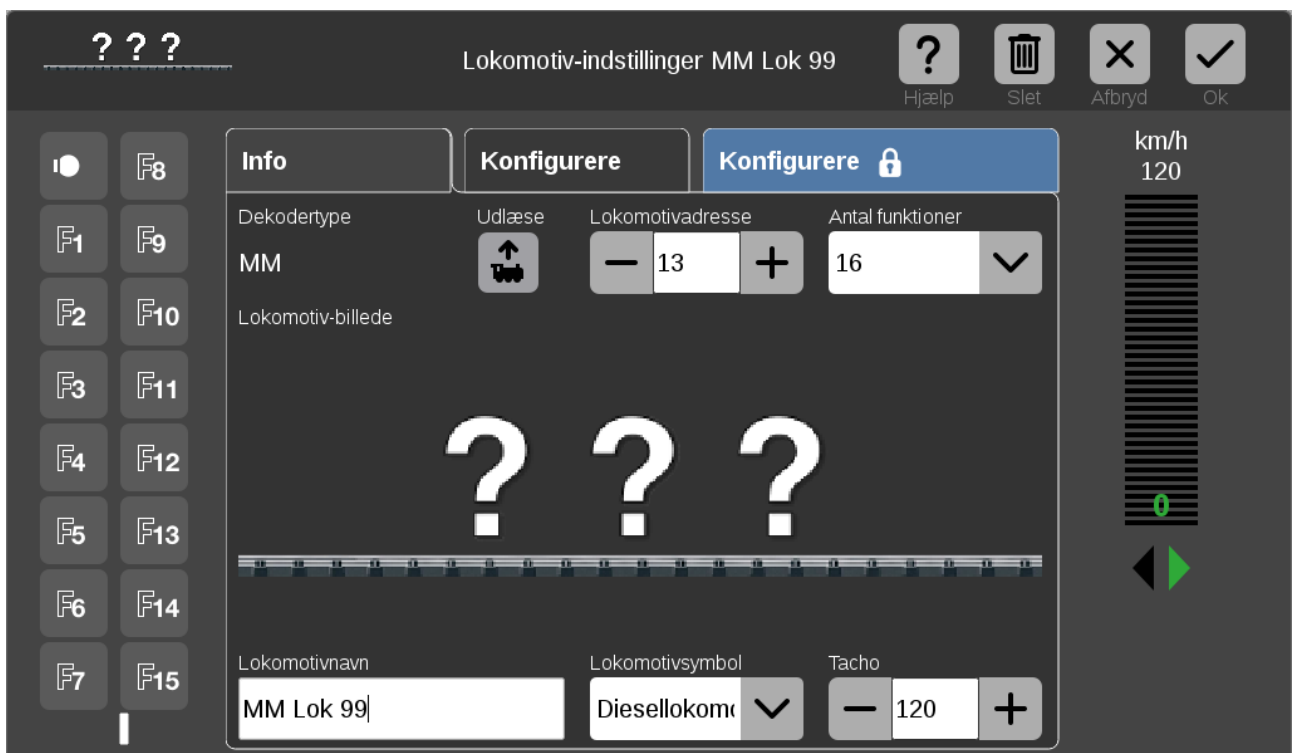 ? ? ?
Lokomotiv-indstillinger MM Lok 99
?
Hjælp
Slet
Afbryd
Ok
F8
F1
F9
F2
F10
F3
F11
F4
F12
F5
F13
F6
F14
F7
F15
Info
Konfigurere
Konfigurere
Dekodertype
Udlæse
Lokomotivadresse
Antal funktioner
MM
13
16
Lokomotiv-billede
? ? ?
Lokomotivnavn
Lokomotivsymbol
Tacho
MM Lok 99
Diesellokom
120
km/h
120
0